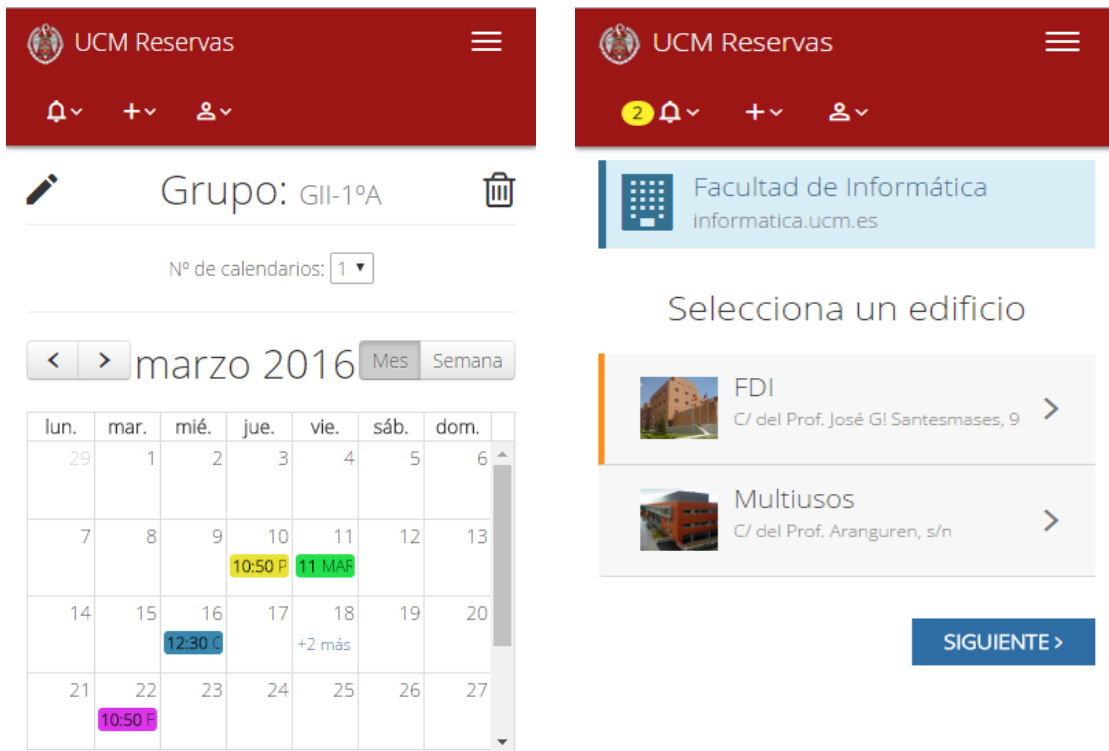 UCM Reservas
Grupo: GII-1ºA
Nº de calendarios: 1
marzo 2016 Mes Semana
lun. mar. mié. jue. vie. sáb. dom.
29 1 2 3 4 5 6
7 8 9 10 11 12 13
10:50 P 11 MAR
14 15 16 17 18 19 20
12:30 C +2 más
21 22 23 24 25 26 27
10:50 F
UCM Reservas
2
Facultad de Informática
informatica.ucm.es
Selecciona un edificio
FDI
C/ del Prof. José G! Santesmases, 9
Multiusos
C/ del Prof. Aranguren, s/n
SIGUIENTE >